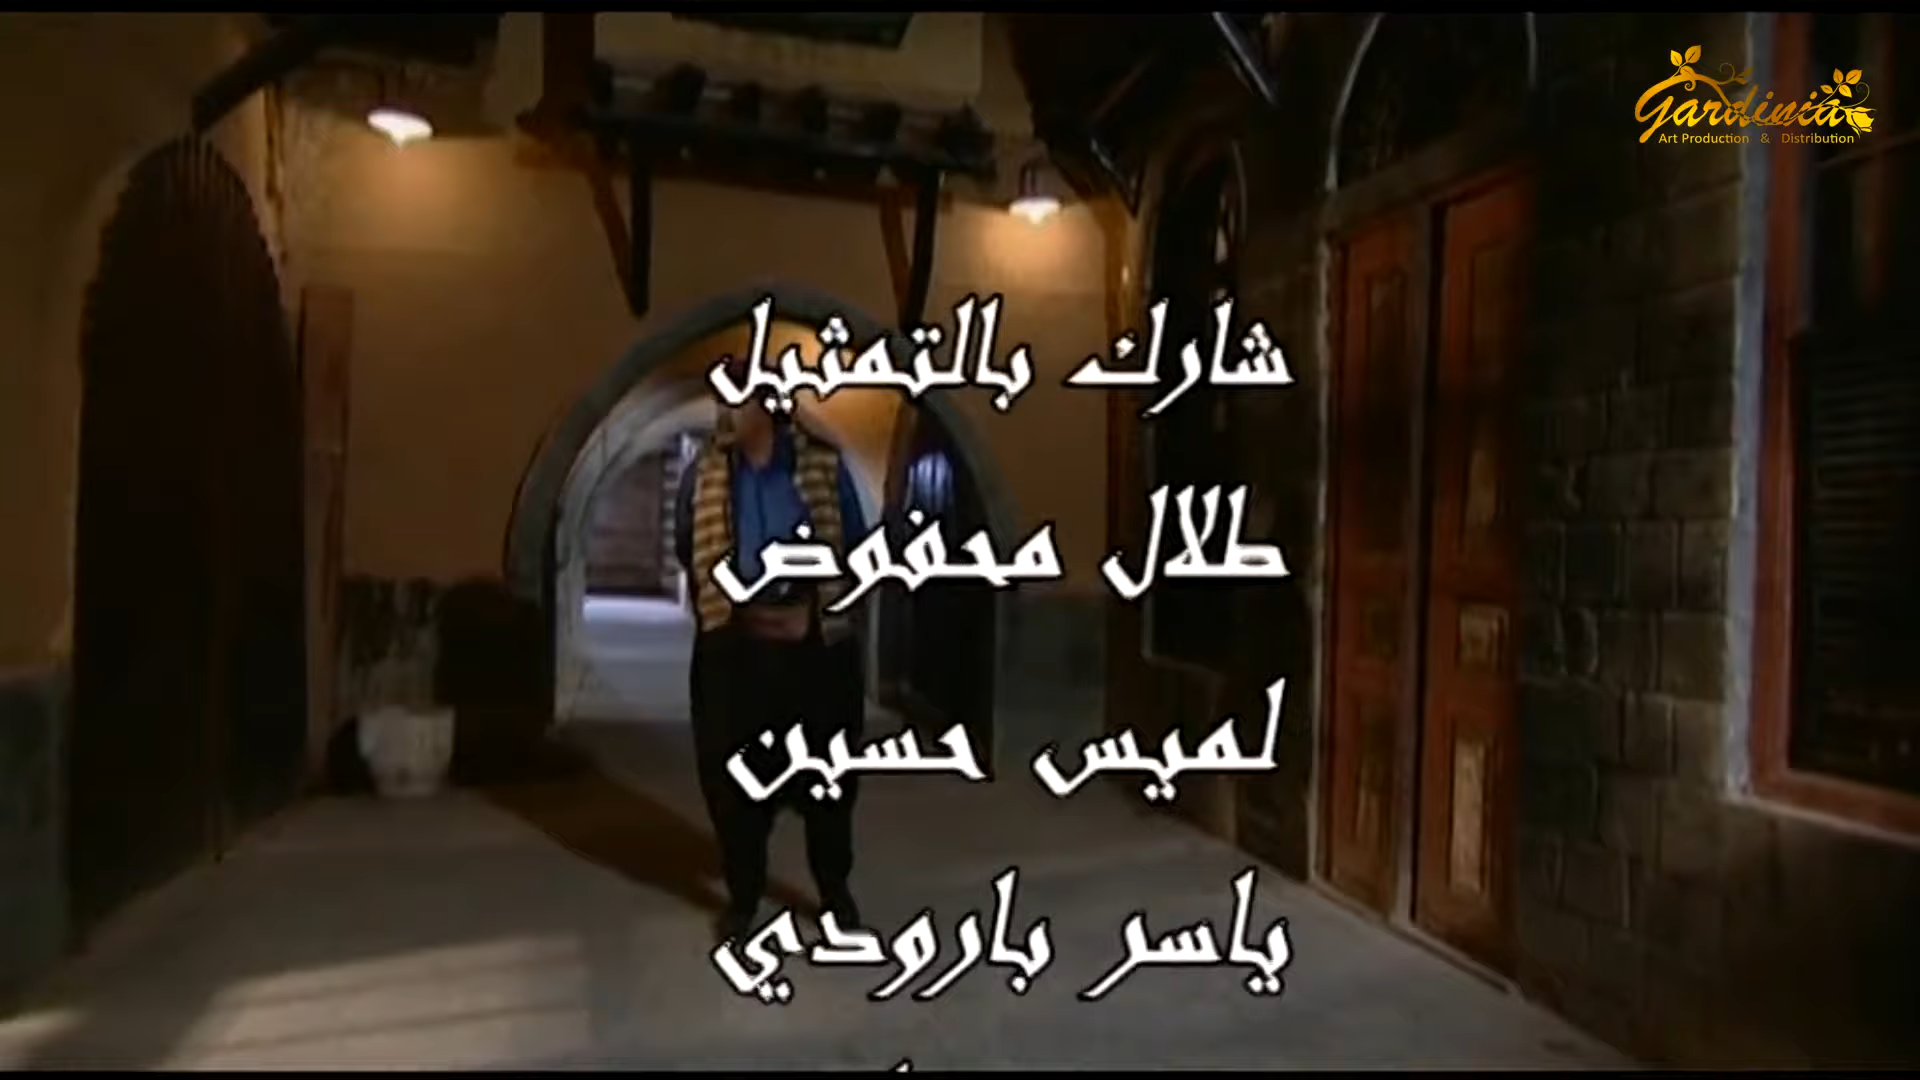 gardinia
Art Production & Distribution
شارك بالتمثيل
طلال محفوض
لميس حسين
ياسر بارودي